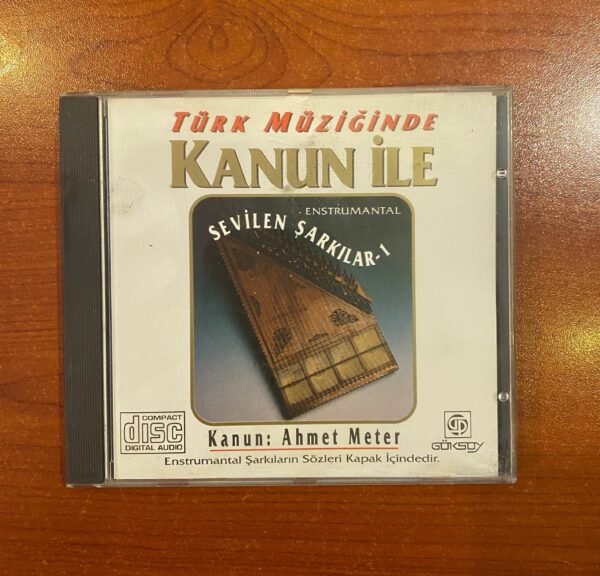 TÜRK MÜZİĞİNDE
KANUN İLE
ENSTRUMANTAL
SEVİLEN ŞARKILAR-1
Kanun: Ahmet Meter
COMPACT
disc
DIGITAL AUDIO
GÖKSOY
Enstrumantal Şarkıların Sözleri Kapak İçindedir.